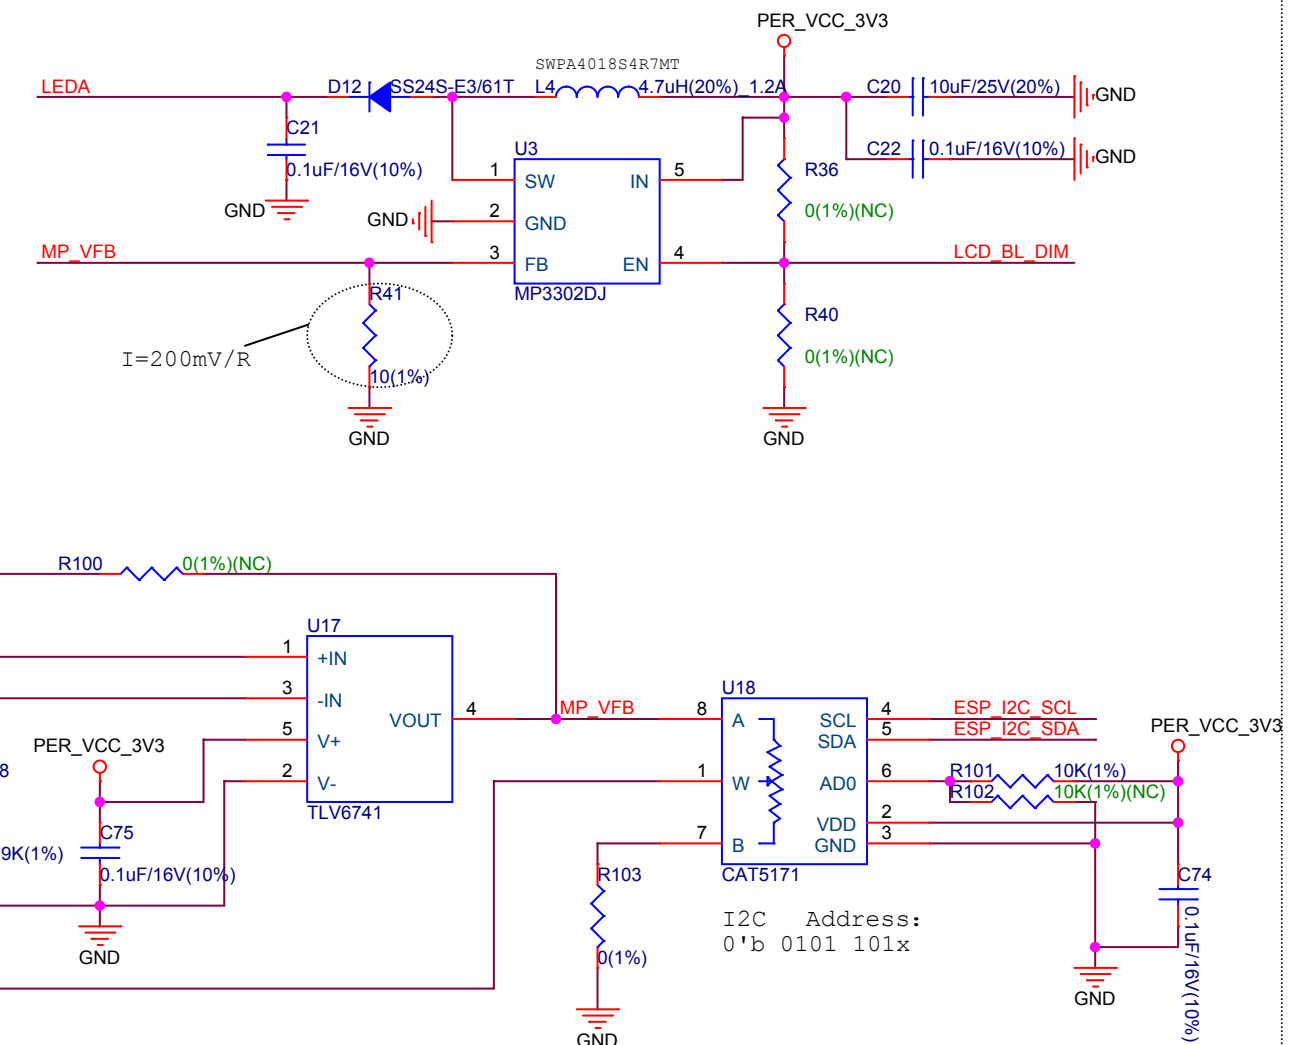 PER_VCC_3V3
SWPA4018S4R7MT
LEDA
D12
SS24S-E3/61T
L4
4.7uH(20%)_1.2A
C20
10uF/25V(20%)
GND
C21
0.1uF/16V(10%)
GND
U3
C22
0.1uF/16V(10%)
GND
1
SW
IN
5
R36
0(1%)(NC)
GND
2
GND
MP_VFB
3
FB
EN
4
LCD_BL_DIM
MP3302DJ
R41
10(1%)
I=200mV/R
GND
R40
0(1%)(NC)
GND
R100
0(1%)(NC)
U17
1
+IN
3
-IN
VOUT
4
MP_VFB
5
V+
2
V-
TLV6741
PER_VCC_3V3
8
C75
9K(1%)
0.1uF/16V(10%)
GND
U18
8
A
SCL
4
ESP_I2C_SCL
SDA
5
ESP_I2C_SDA
PER_VCC_3V3
1
W
AD0
6
R101
10K(1%)
R102
10K(1%)(NC)
VDD
2
7
B
GND
3
CAT5171
R103
0(1%)
GND
C74
0.1uF/16V(10%)
I2C Address:
0'b 0101 101x
GND